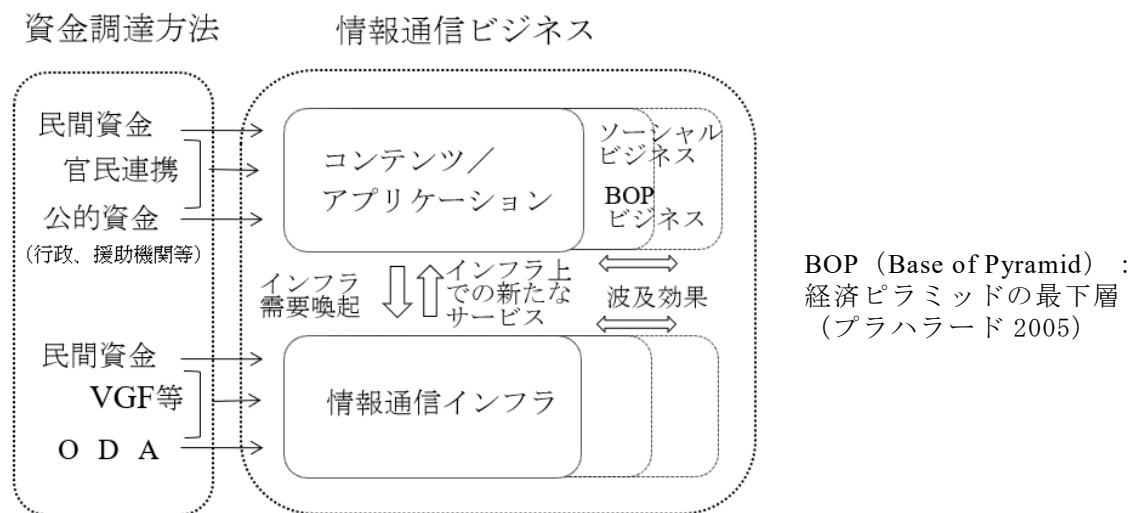 資金調達方法
情報通信ビジネス
民間資金
官民連携
公的資金
（行政、援助機関等）
コンテンツ／
アプリケーション
ソーシャル
ビジネス
BOP
ビジネス
インフラ
需要喚起
インフラ上
での新たな
サービス
波及効果
民間資金
VGF等
O D A
情報通信インフラ
BOP（Base of Pyramid）：
経済ピラミッドの最下層
（プラハラード 2005）